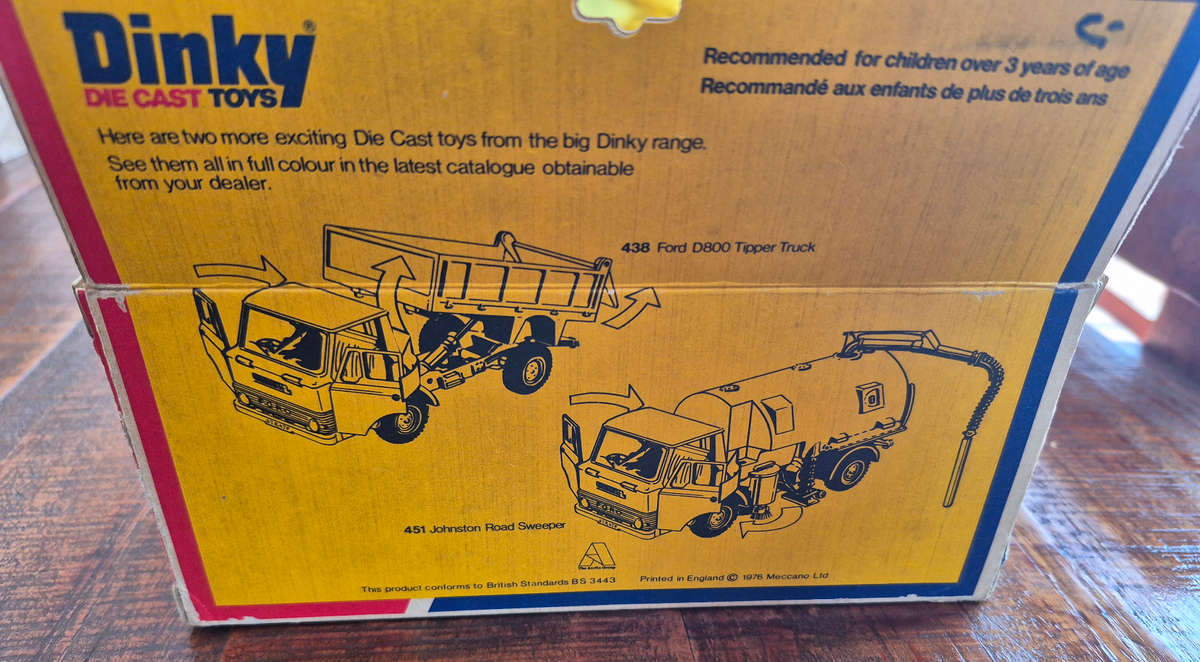 Dinky®
DIE CAST TOYS
Recommended for children over 3 years of age
Recommandé aux enfants de plus de trois ans
Here are two more exciting Die Cast toys from the big Dinky range.
See them all in full colour in the latest catalogue obtainable
from your dealer.
438 Ford D800 Tipper Truck
FORD
FORD
451 Johnston Road Sweeper
This product conforms to British Standards BS 3443
Printed in England © 1976 Meccano Ltd